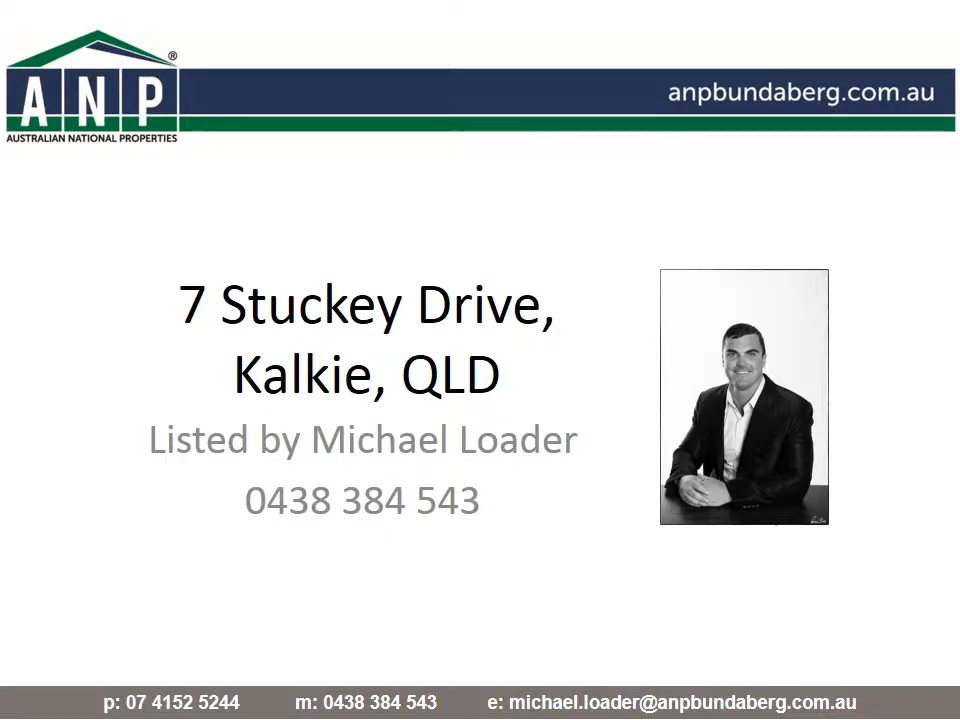 ANP®
AUSTRALIAN NATIONAL PROPERTIES
anpbundaberg.com.au
7 Stuckey Drive,
Kalkie, QLD
Listed by Michael Loader
0438 384 543
p: 07 4152 5244 m: 0438 384 543 e: michael.loader@anpbundaberg.com.au